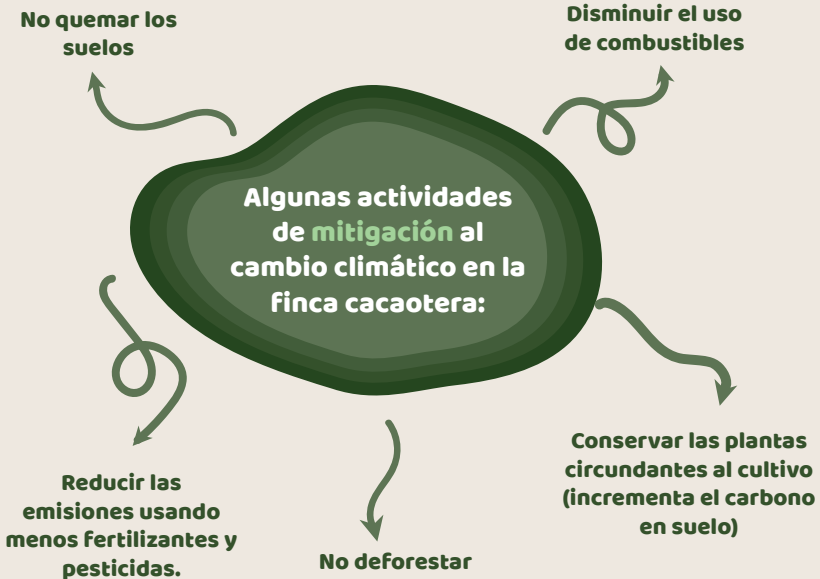 No quemar los
suelos
Disminuir el uso
de combustibles
Algunas actividades
de mitigación al
cambio climático en la
finca cacaotera:
Conservar las plantas
circundantes al cultivo
(incrementa el carbono
en suelo)
Reducir las
emisiones usando
menos fertilizantes y
pesticidas.
No deforestar